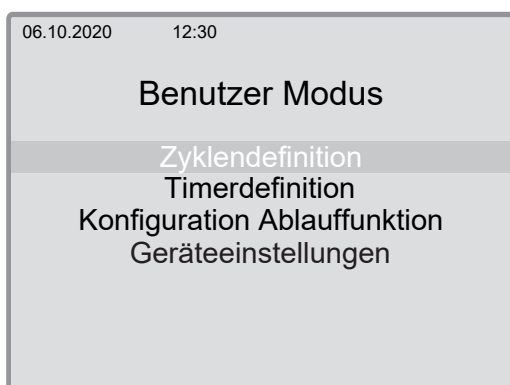 06.10.2020 12:30
Benutzer Modus
Zyklendefinition
Timerdefinition
Konfiguration Ablauffunktion
Geräteeinstellungen